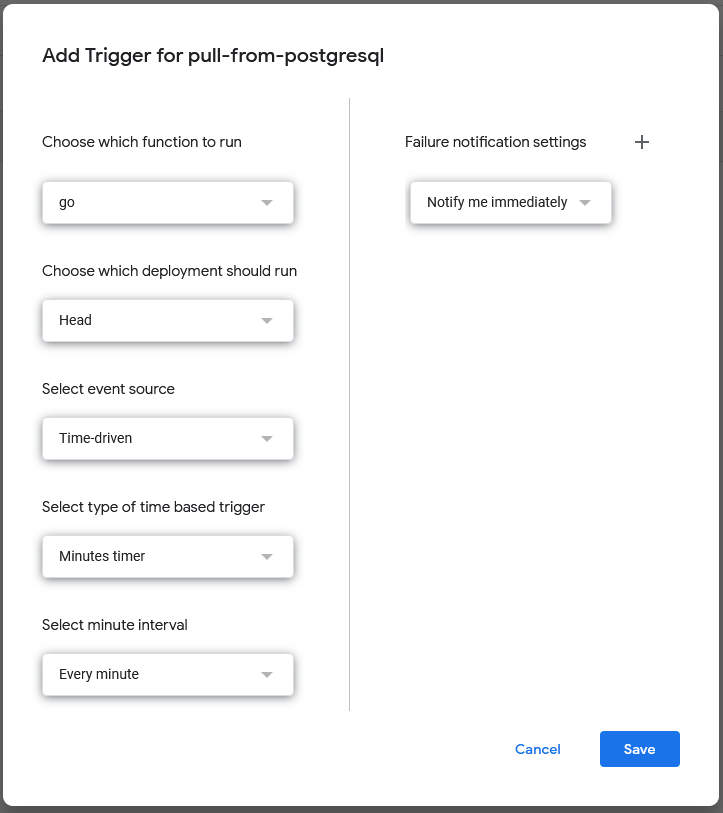 Add Trigger for pull-from-postgresql
Choose which function to run
go
Choose which deployment should run
Head
Select event source
Time-driven
Select type of time based trigger
Minutes timer
Select minute interval
Every minute
Failure notification settings
Notify me immediately
Cancel
Save